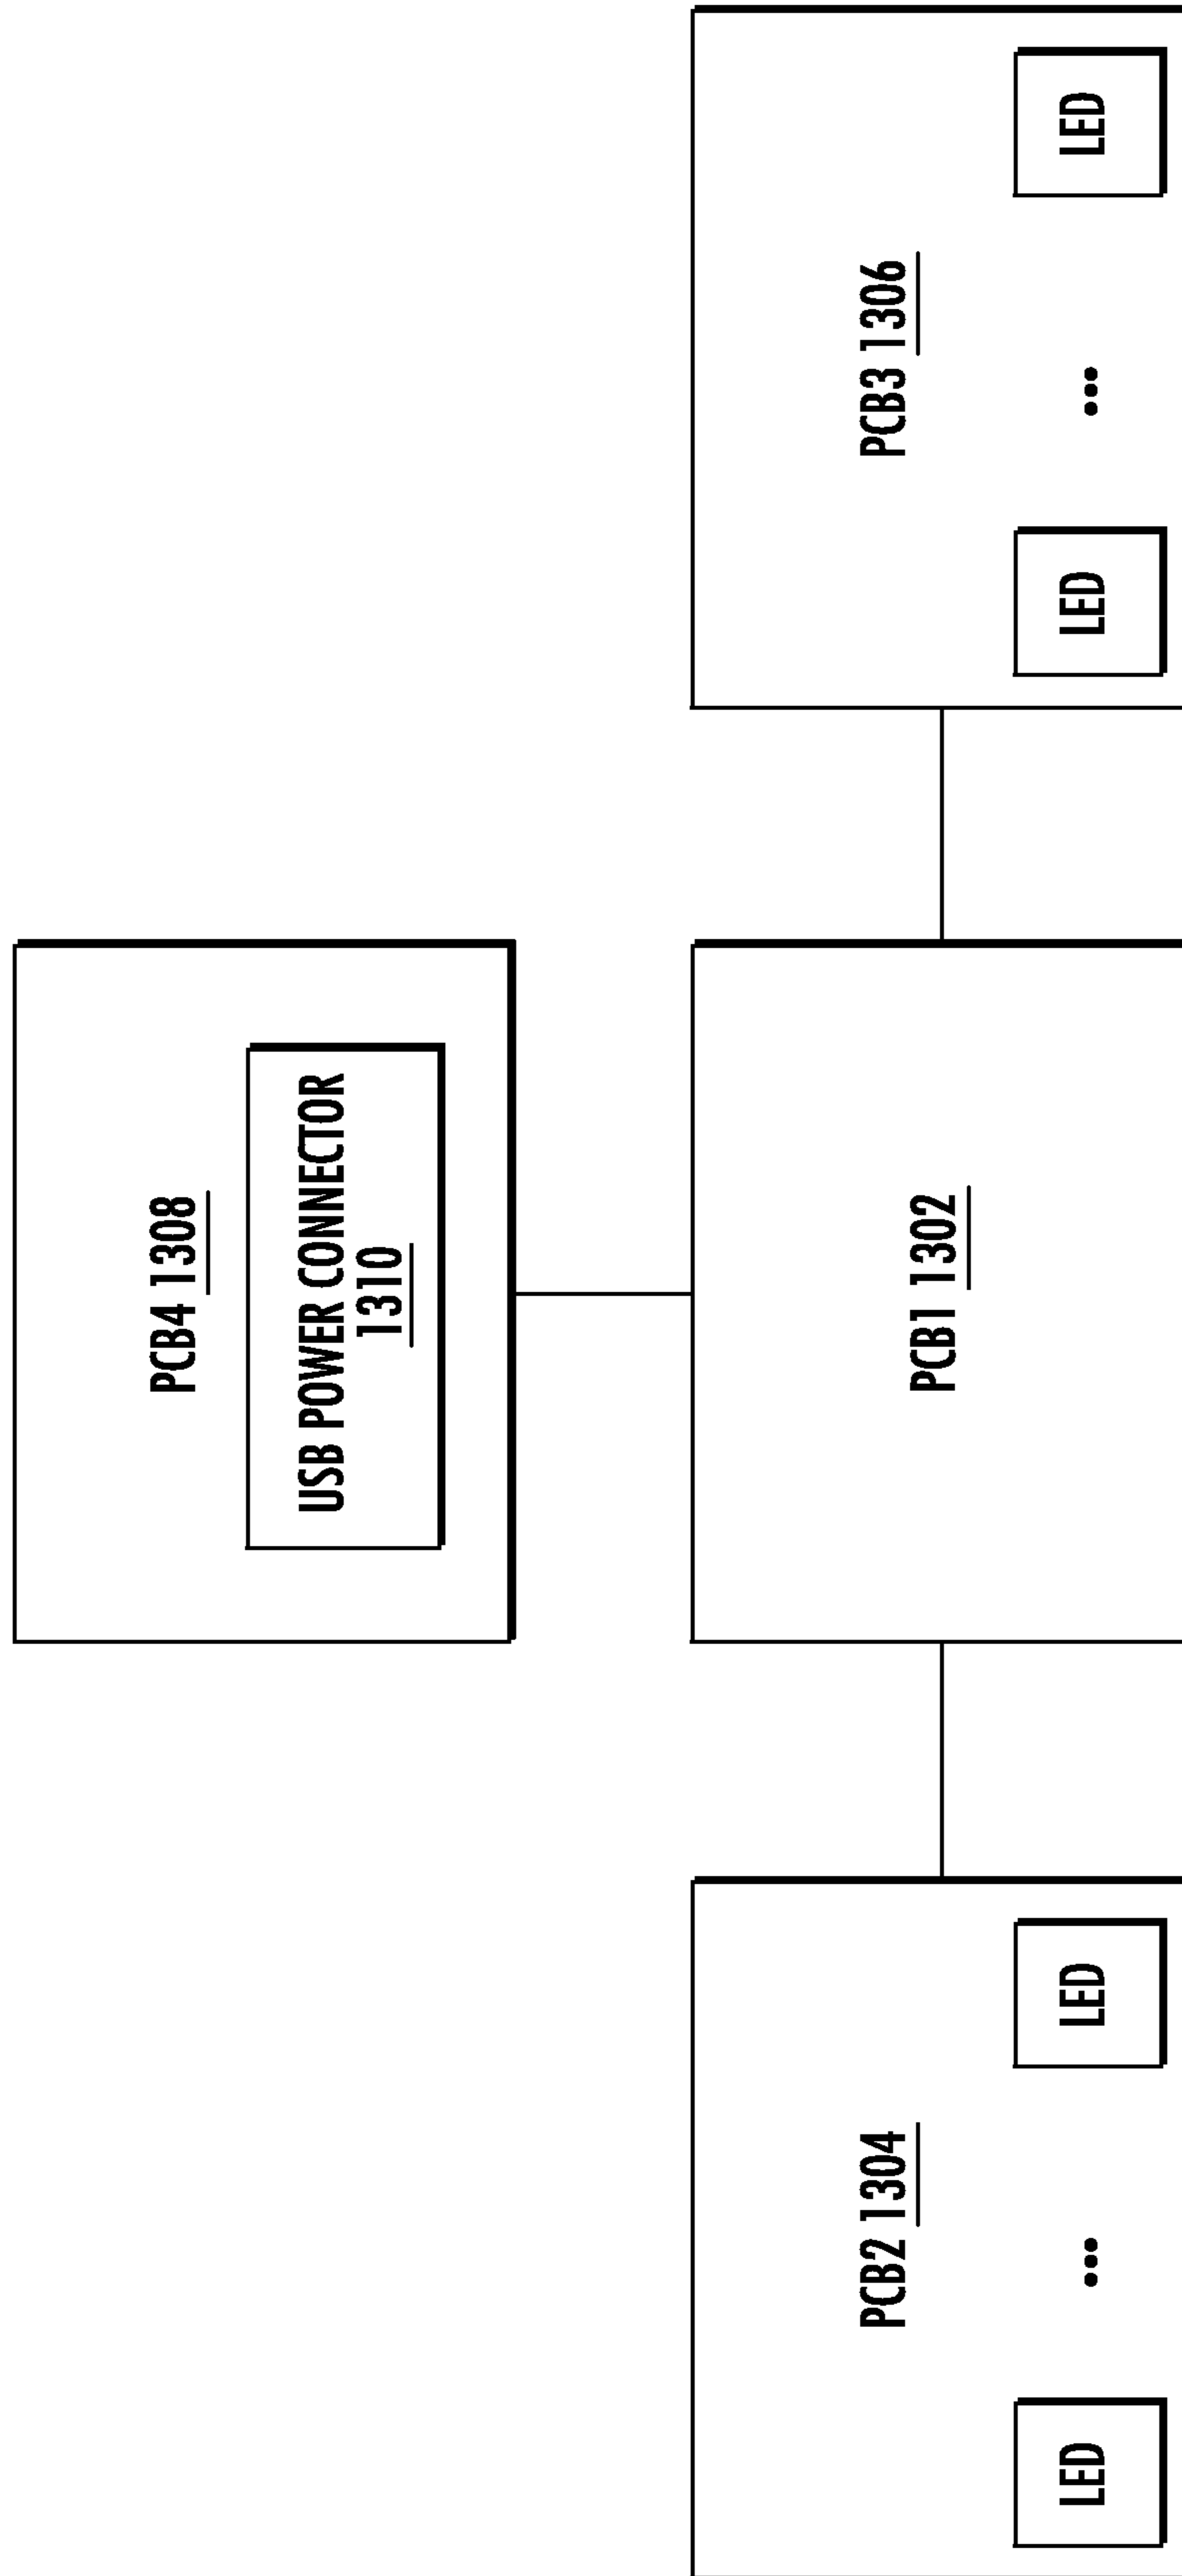 PCB4 1308
USB POWER CONNECTOR
1310
PCB2 1304
LED
...
LED
PCB1 1302
PCB3 1306
LED
...
LED